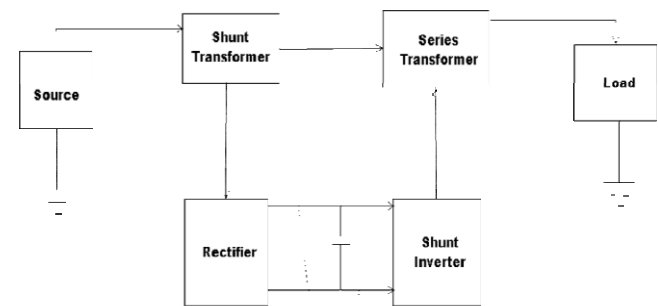 Shunt
Transformer
Series
Transformer
Source
Load
Rectifier
Shunt
Inverter